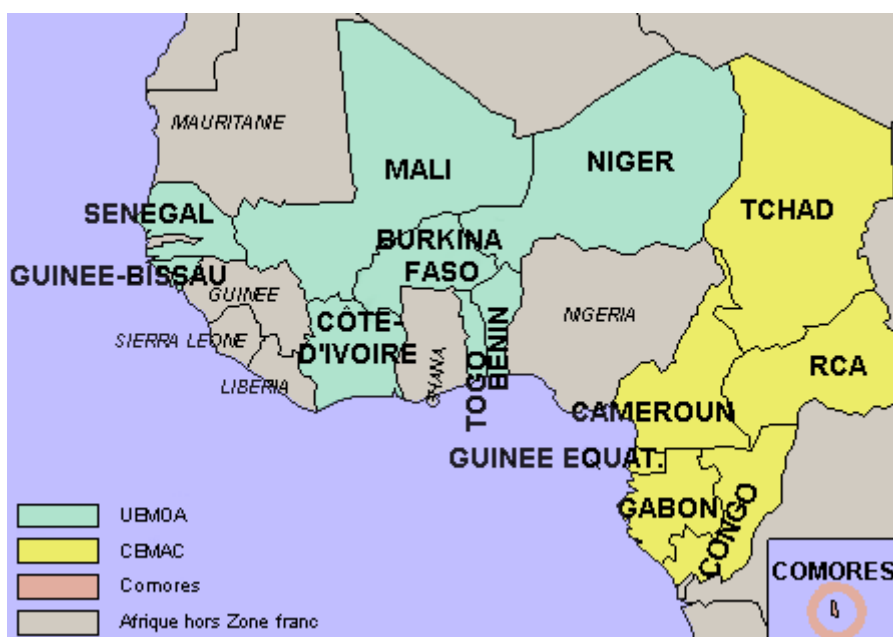 MAURITANIE
MALI
NIGER
TCHAD
SENEGAL
BURKINA
FASO
GUINEE-BISSAU
GUINEE
NIGERIA
CÔTE-
D'IVOIRE
SIERRA LEONE
LIBERIA
GHANA
TOGO
BENIN
RCA
CAMEROUN
GUINEE EQUAT.
GABON
CONGO
UEMOA
CEMAC
Comores
Afrique hors Zone franc
COMORES